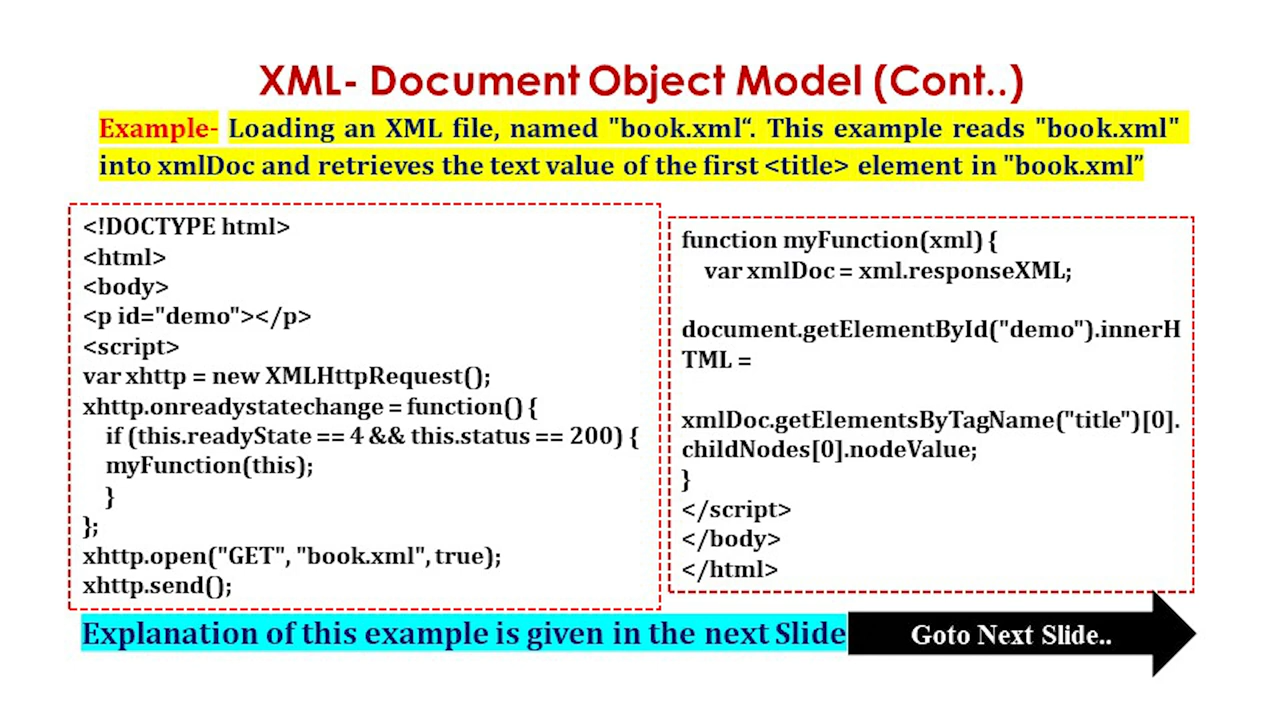 XML- Document Object Model (Cont..)
Example- Loading an XML file, named "book.xml“. This example reads "book.xml"
into xmlDoc and retrieves the text value of the first <title> element in "book.xml”
<!DOCTYPE html>
<html>
<body>
<p id="demo"></p>
<script>
var xhttp = new XMLHttpRequest();
xhttp.onreadystatechange = function() {
if (this.readyState == 4 && this.status == 200) {
myFunction(this);
}
};
xhttp.open("GET", "book.xml", true);
xhttp.send();
function myFunction(xml) {
var xmlDoc = xml.responseXML;
document.getElementById("demo").innerH
TML =
xmlDoc.getElementsByTagName("title")[0].
childNodes[0].nodeValue;
}
</script>
</body>
</html>
Explanation of this example is given in the next Slide
Goto Next Slide..